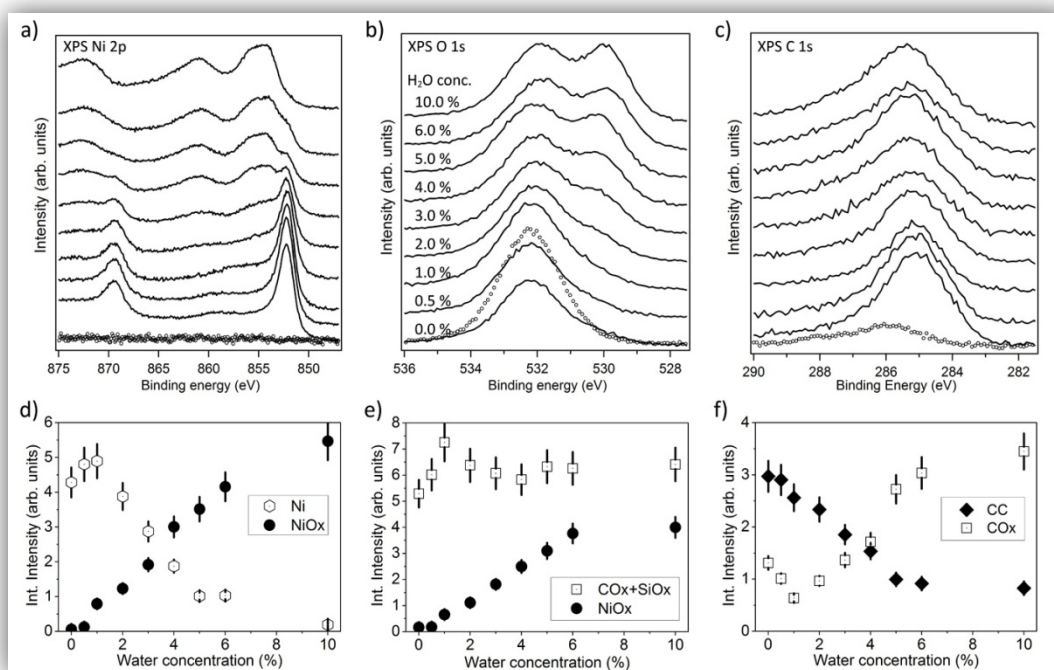 a)
XPS Ni 2p
Intensity (arb. units)
875 870 865 860 855 850
Binding energy (eV)
b)
XPS O 1s
H₂O conc.
10.0 %
6.0 %
5.0 %
4.0 %
3.0 %
2.0 %
1.0 %
0.5 %
0.0 %
Intensity (arb. units)
536 534 532 530 528
Binding energy (eV)
c)
XPS C 1s
Intensity (arb. units)
290 288 286 284 282
Binding Energy (eV)
d)
Int. Intensity (arb. units)
6
5
4
3
2
1
0
Ni
NiOx
0 2 4 6 8 10
Water concentration (%)
e)
Int. Intensity (arb. units)
8
7
6
5
4
3
2
1
0
COx+SiOx
NiOx
0 2 4 6 8 10
Water concentration (%)
f)
Int. Intensity (arb. units)
4
3
2
1
0
CC
COx
0 2 4 6 8 10
Water concentration (%)